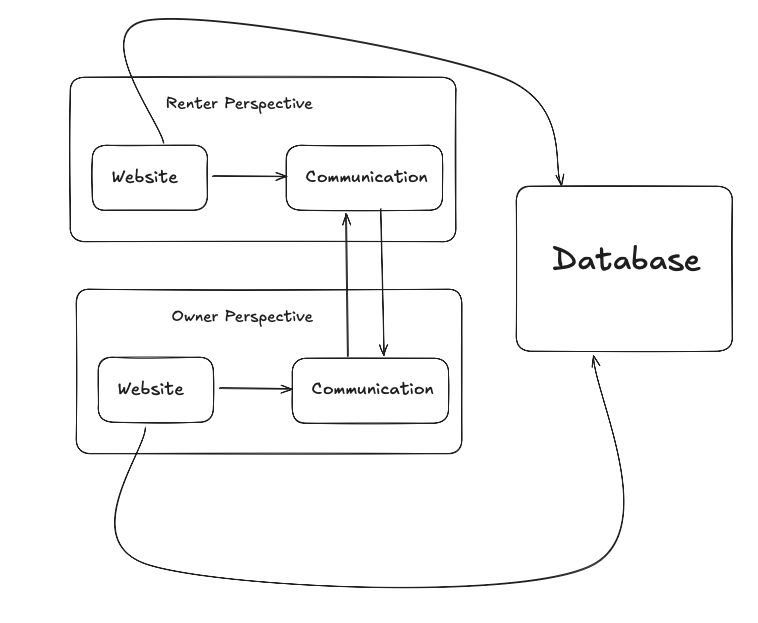 Renter Perspective
Website
Communication
Database
Owner Perspective
Website
Communication